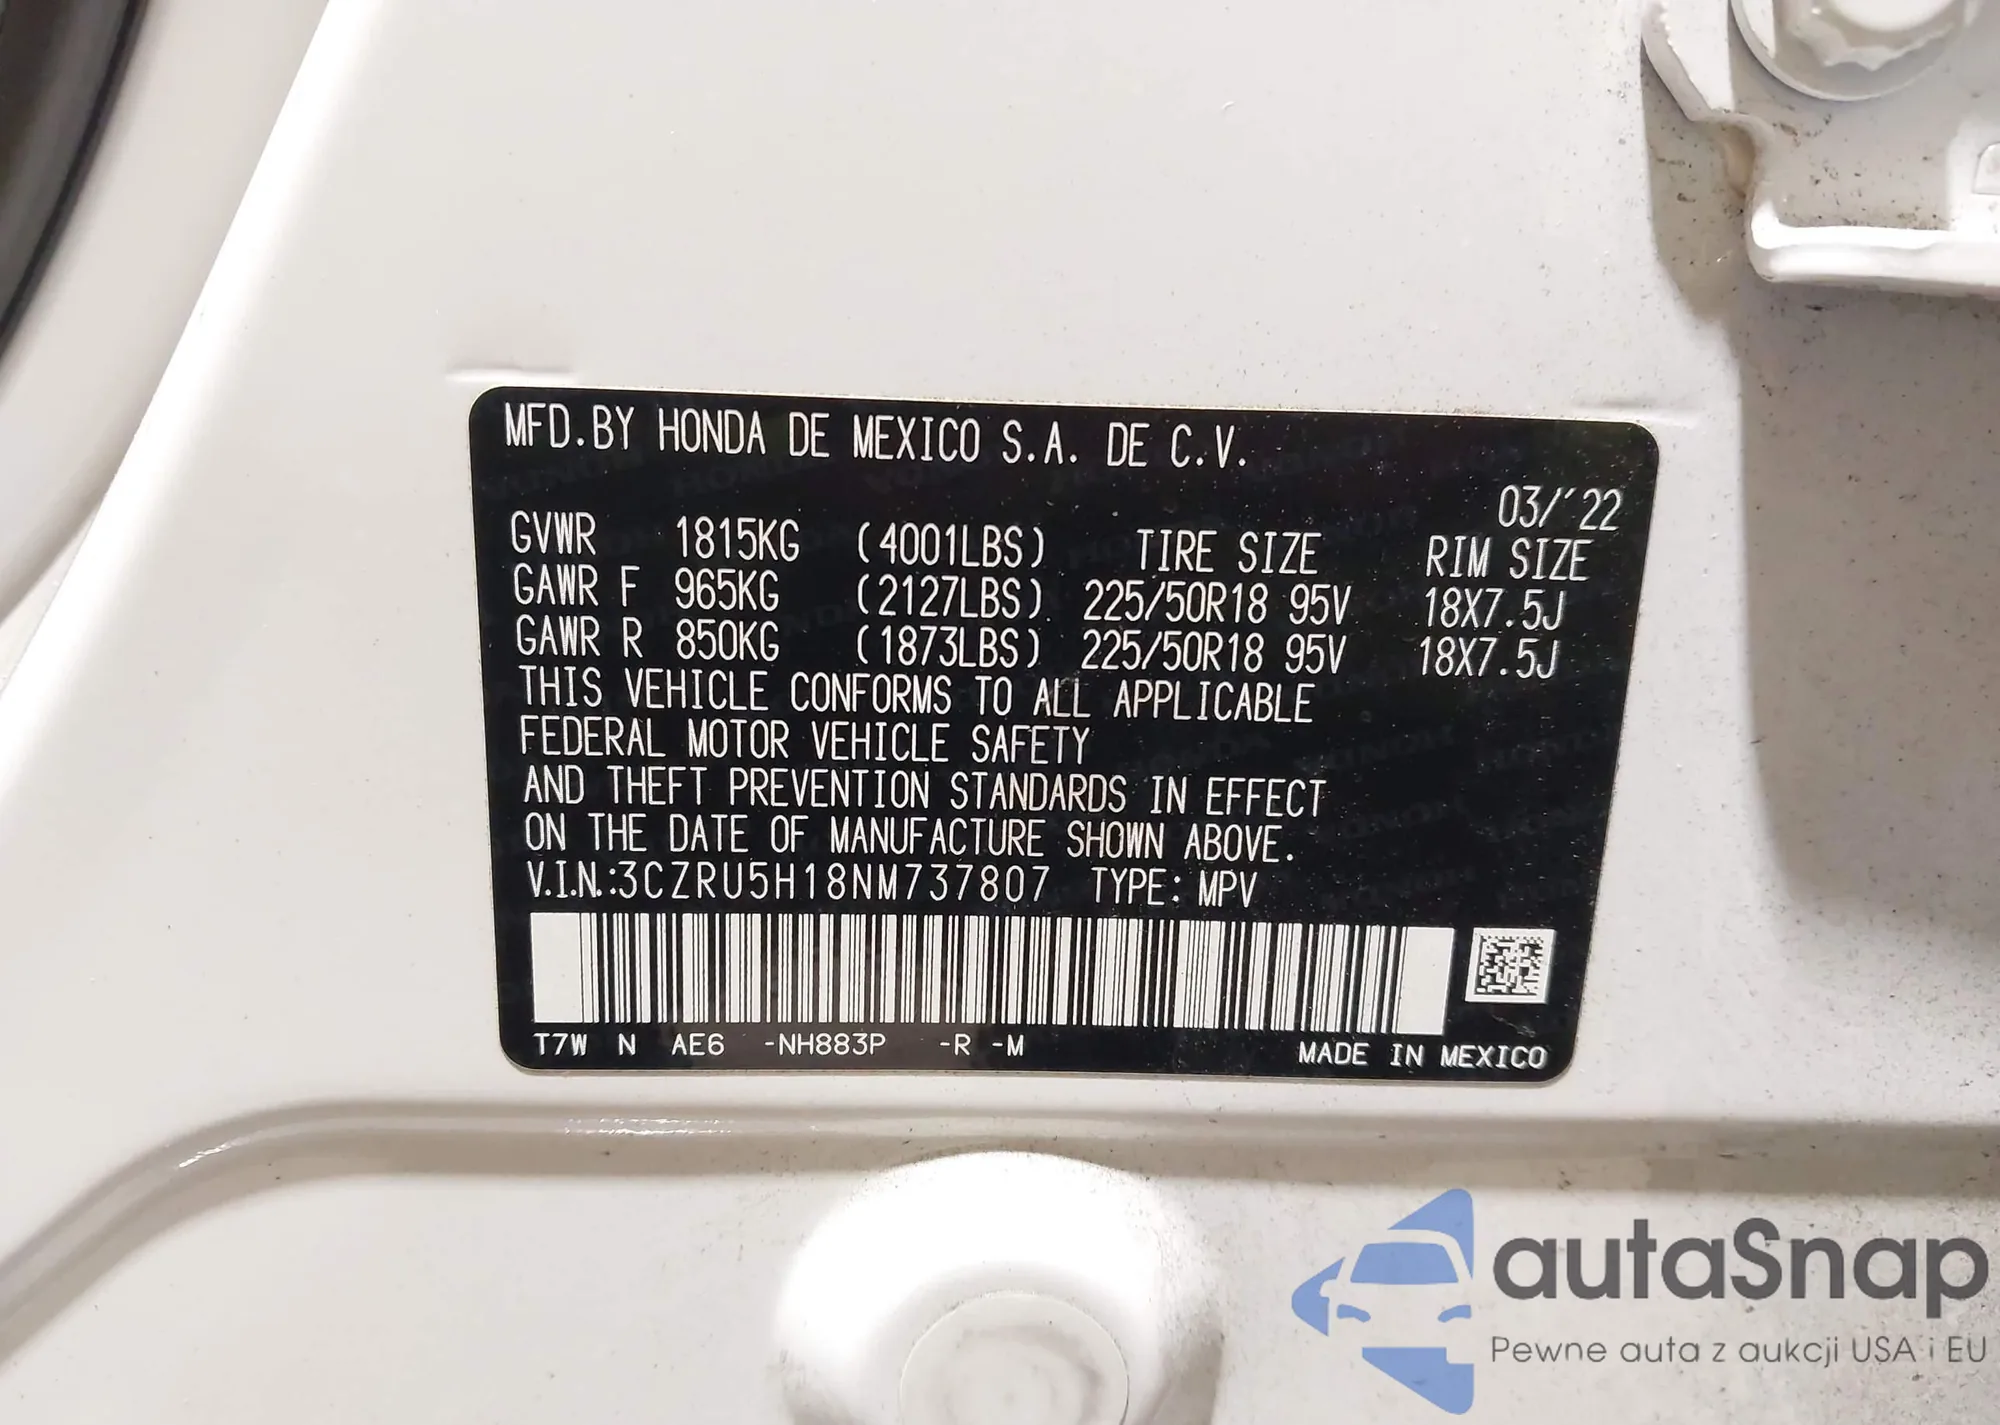 MFD.BY HONDA DE MEXICO S.A. DE C.V.
03/'22
GVWR 1815KG (4001LBS) TIRE SIZE RIM SIZE
GAWR F 965KG (2127LBS) 225/50R18 95V 18X7.5J
GAWR R 850KG (1873LBS) 225/50R18 95V 18X7.5J
THIS VEHICLE CONFORMS TO ALL APPLICABLE
FEDERAL MOTOR VEHICLE SAFETY
AND THEFT PREVENTION STANDARDS IN EFFECT
ON THE DATE OF MANUFACTURE SHOWN ABOVE.
V.I.N.:3CZRU5H18NM737807 TYPE: MPV
T7W N AE6 -NH883P -R -M MADE IN MEXICO
autaSnap
Pewne auta z aukcji USA i EU